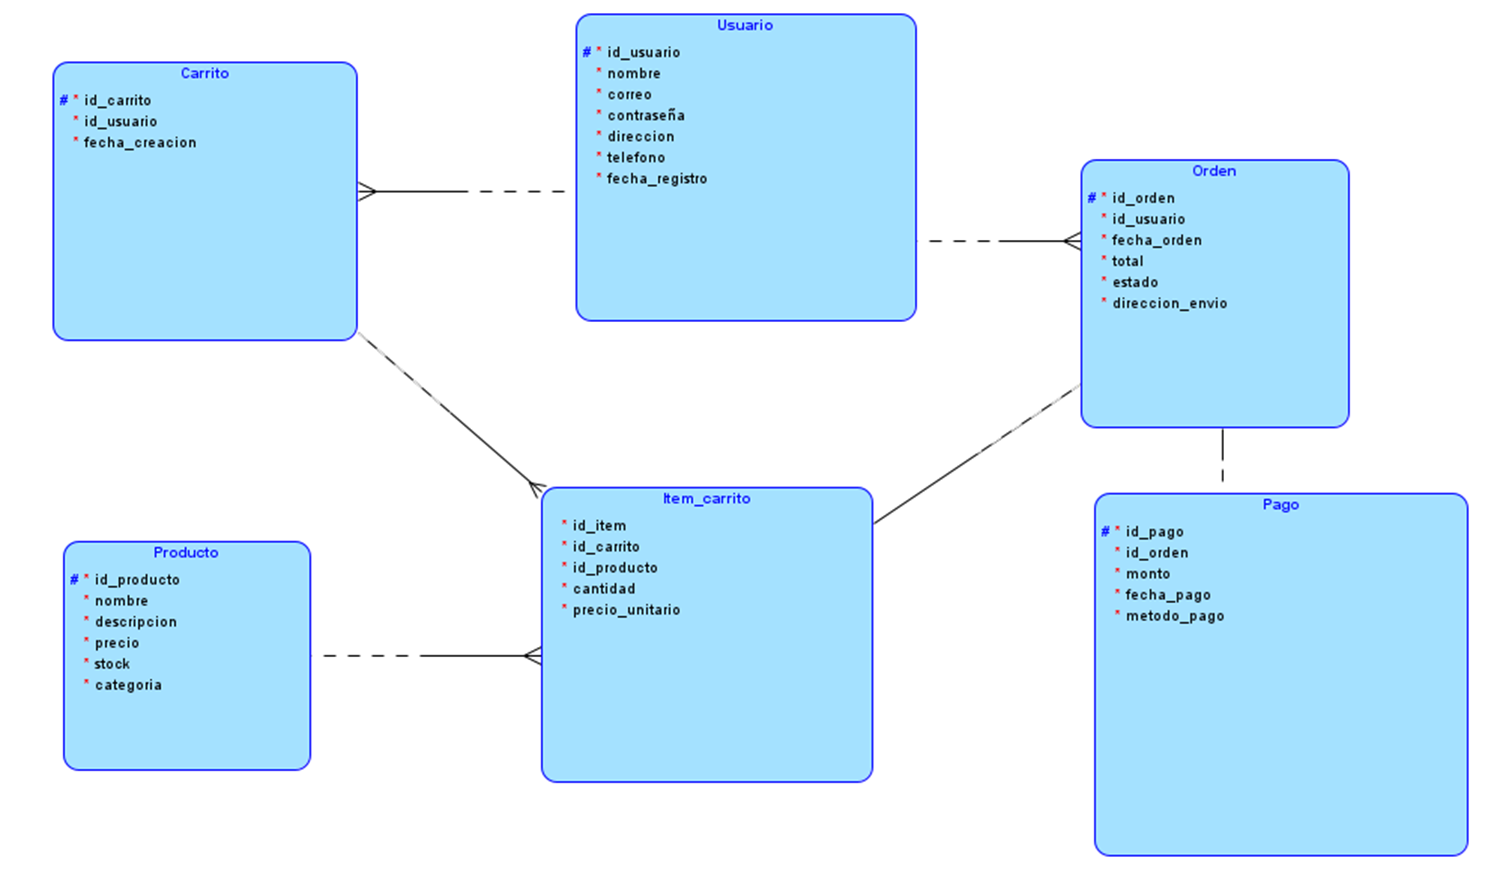 Usuario
# * id_usuario
* nombre
* correo
* contraseña
* direccion
* telefono
* fecha_registro
Carrito
# * id_carrito
* id_usuario
* fecha_creacion
Orden
# * id_orden
* id_usuario
* fecha_orden
* total
* estado
* direccion_envio
Item_carrito
* id_item
* id_carrito
* id_producto
* cantidad
* precio_unitario
Producto
# * id_producto
* nombre
* descripcion
* precio
* stock
* categoria
Pago
# * id_pago
* id_orden
* monto
* fecha_pago
* metodo_pago